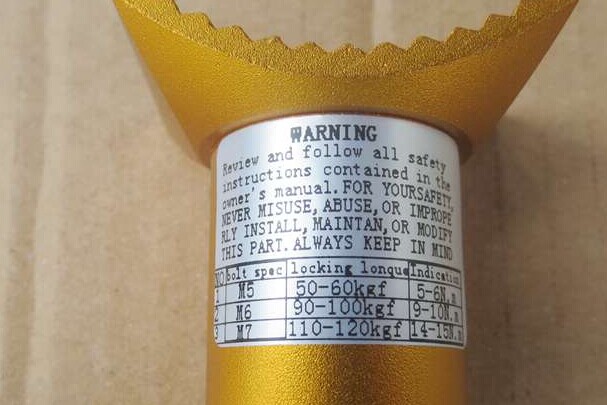 WARNING
Review and follow all safety
instructions contained in the
owner's manual. FOR YOURSAFETY,
NEVER MISUSE, ABUSE, OR IMPROPE
RLY INSTALL, MAINTAN, OR MODIFY
THIS PART. ALWAYS KEEP IN MIND
NO bolt spec locking lonque Indication
1 M5 50-60kgf 5-6N.m
2 M6 90-100kgf 9-10N.m
3 M7 110-120kgf 14-15N.m